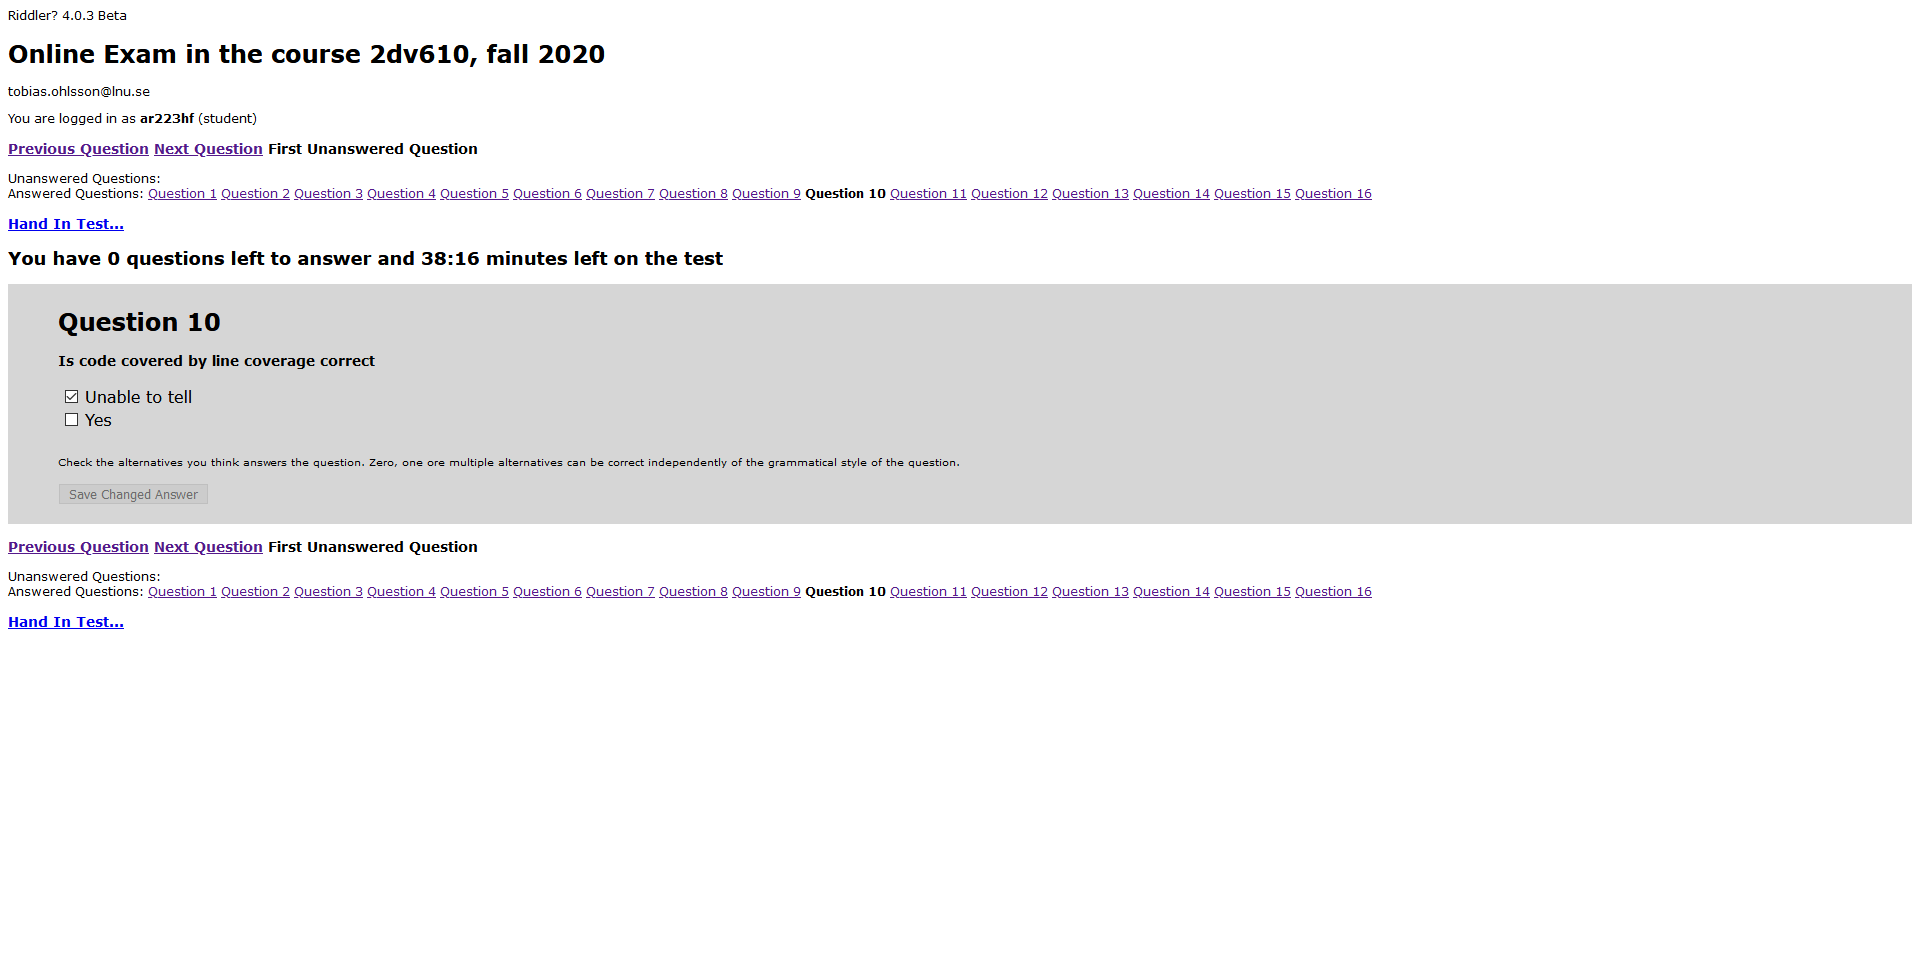 Riddler? 4.0.3 Beta
Online Exam in the course 2dv610, fall 2020
tobias.ohlsson@lnu.se
You are logged in as ar223hf (student)
Previous Question Next Question First Unanswered Question
Unanswered Questions:
Answered Questions: Question 1 Question 2 Question 3 Question 4 Question 5 Question 6 Question 7 Question 8 Question 9 Question 10 Question 11 Question 12 Question 13 Question 14 Question 15 Question 16
Hand In Test...
You have 0 questions left to answer and 38:16 minutes left on the test
Question 10
Is code covered by line coverage correct
Unable to tell
Yes
Check the alternatives you think answers the question. Zero, one ore multiple alternatives can be correct independently of the grammatical style of the question.
Save Changed Answer
Previous Question Next Question First Unanswered Question
Unanswered Questions:
Answered Questions: Question 1 Question 2 Question 3 Question 4 Question 5 Question 6 Question 7 Question 8 Question 9 Question 10 Question 11 Question 12 Question 13 Question 14 Question 15 Question 16
Hand In Test...